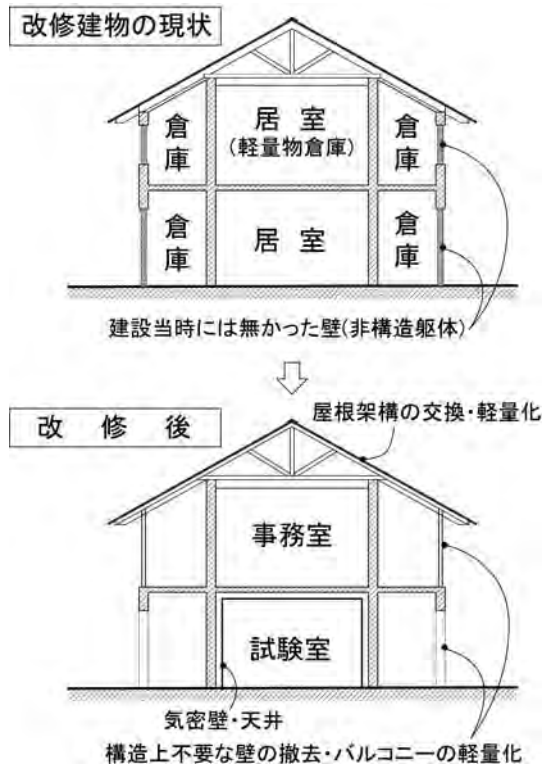 改修建物の現状
倉庫
居室
(軽量物倉庫)
倉庫
倉庫
居室
倉庫
建設当時には無かった壁(非構造躯体)
改修後
屋根架構の交換・軽量化
事務室
試験室
気密壁・天井
構造上不要な壁の撤去・バルコニーの軽量化